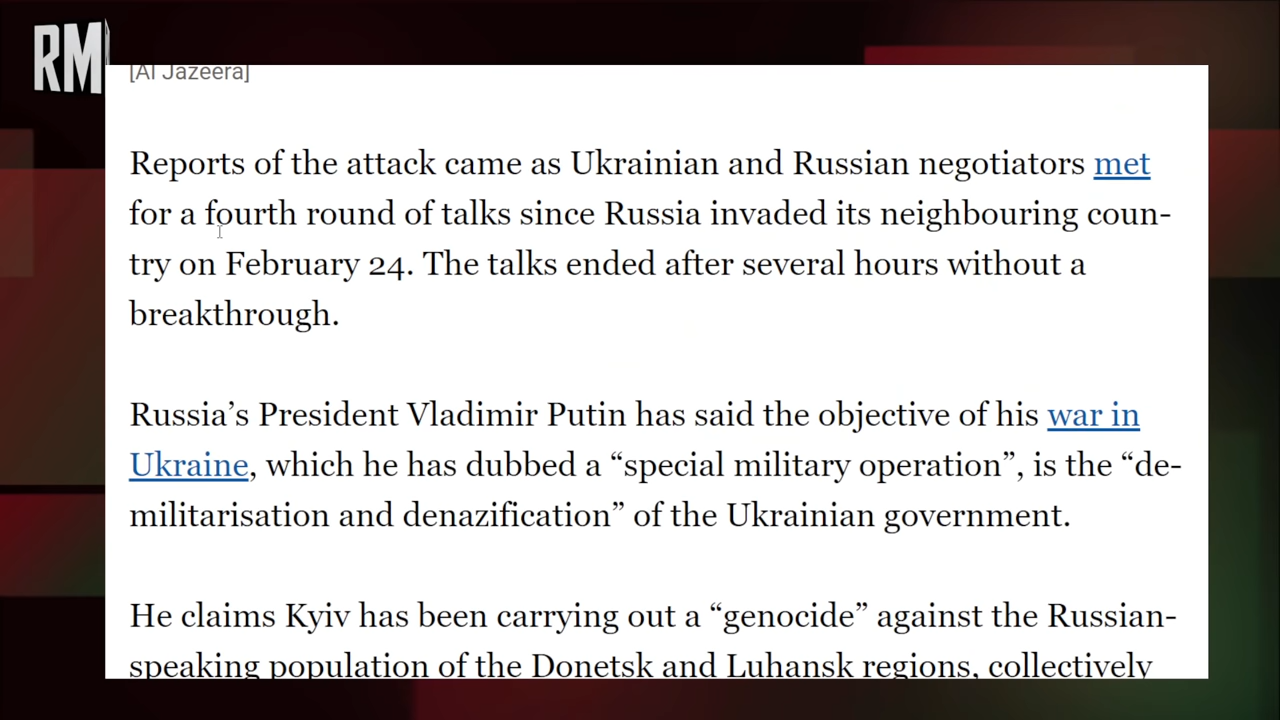 RM
[Al Jazeera]
Reports of the attack came as Ukrainian and Russian negotiators met
for a fourth round of talks since Russia invaded its neighbouring coun-
try on February 24. The talks ended after several hours without a
breakthrough.
Russia’s President Vladimir Putin has said the objective of his war in
Ukraine, which he has dubbed a “special military operation”, is the “de-
militarisation and denazification” of the Ukrainian government.
He claims Kyiv has been carrying out a “genocide” against the Russian-
speaking population of the Donetsk and Luhansk regions, collectively